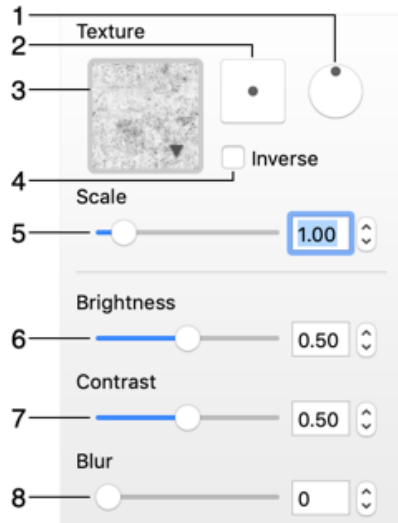 1
Texture
2
3
4
Inverse
Scale
5
1.00
Brightness
6
0.50
Contrast
7
0.50
Blur
8
0